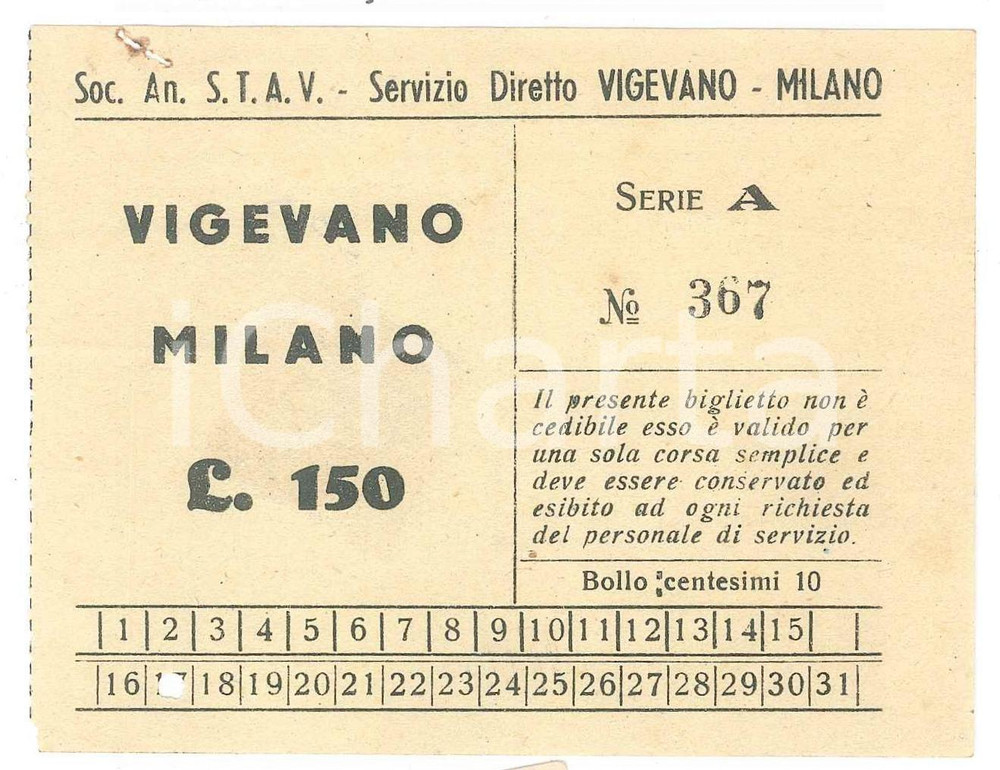 Soc. An. S.T.A.V. - Servizio Diretto VIGEVANO - MILANO
VIGEVANO
MILANO
£. 150
SERIE A
№ 367
Il presente biglietto non è
cedibile esso è valido per
una sola corsa semplice e
deve essere conservato ed
esibito ad ogni richiesta
del personale di servizio.
Bollo centesimi 10
1 2 3 4 5 6 7 8 9 10 11 12 13 14 15
16 18 19 20 21 22 23 24 25 26 27 28 29 30 31
iCharta